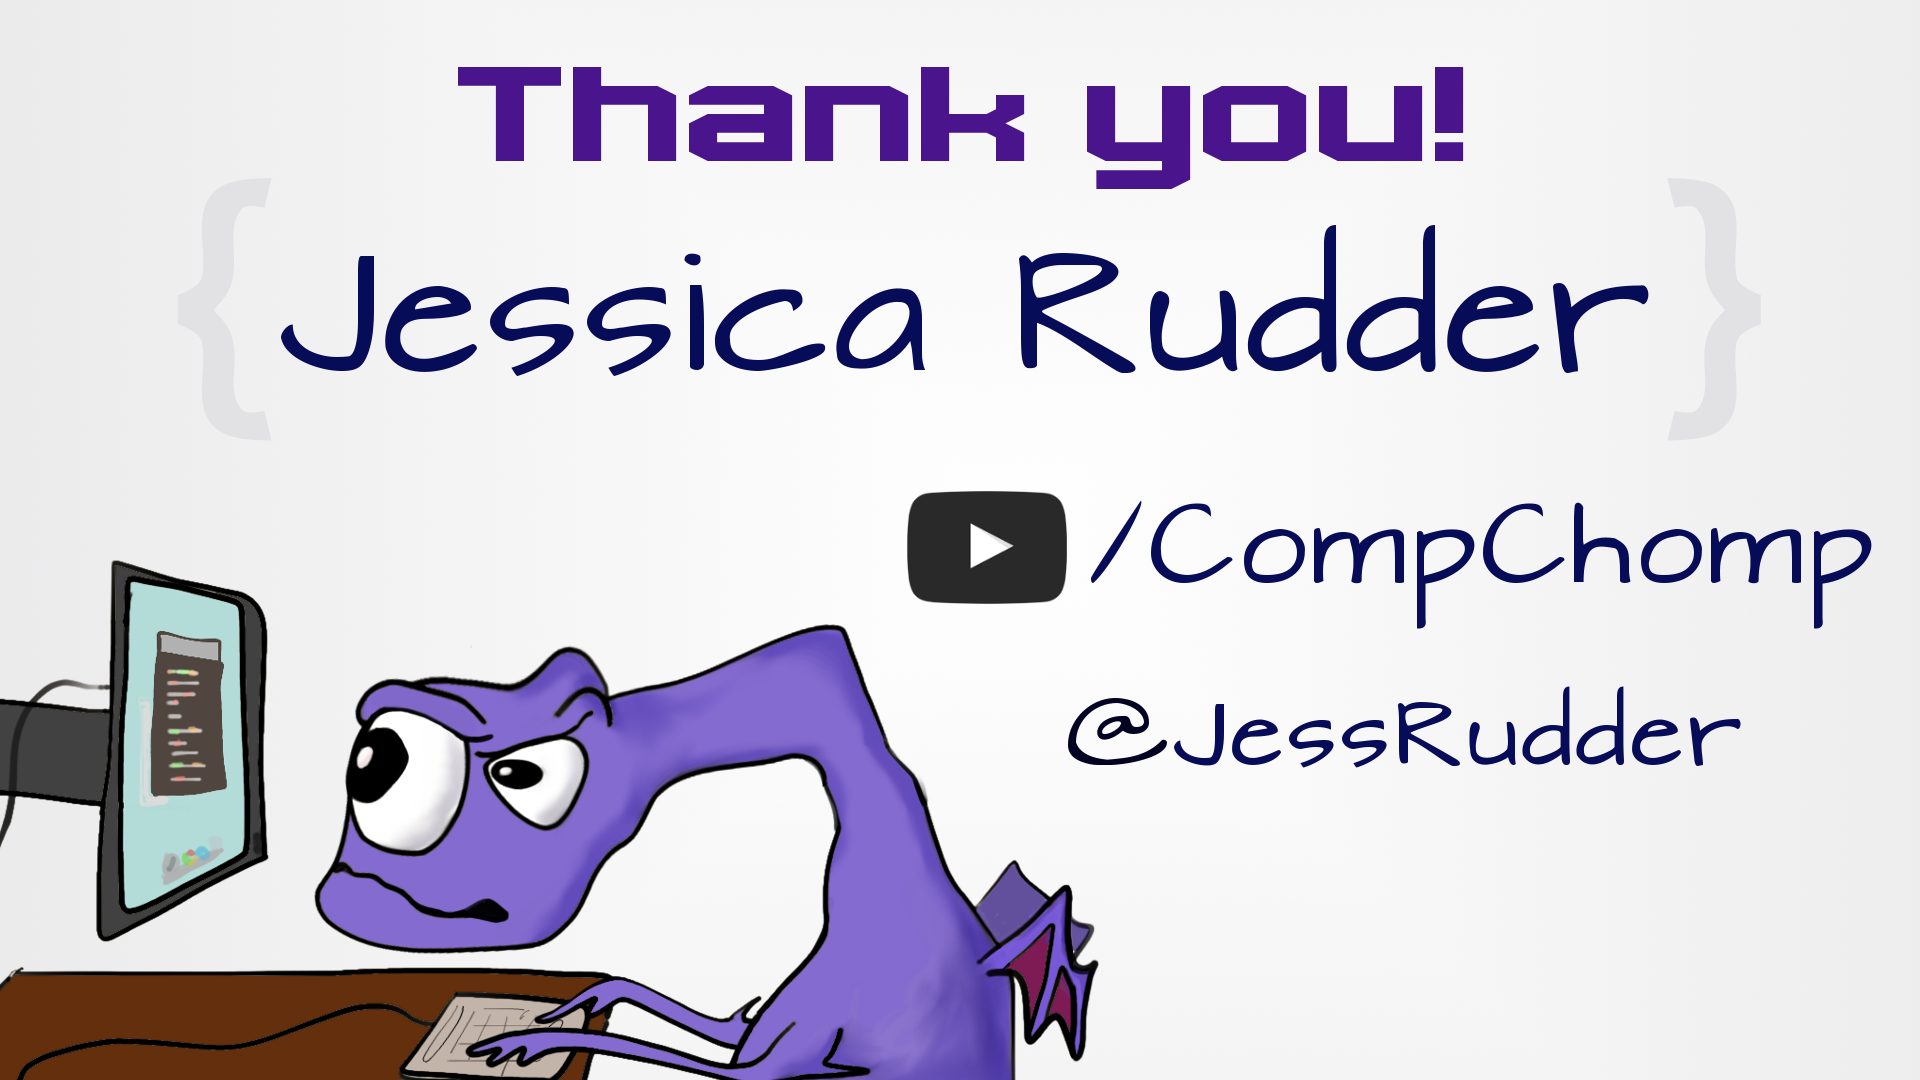 Thank you!
{ Jessica Rudder }
/CompChomp
@JessRudder